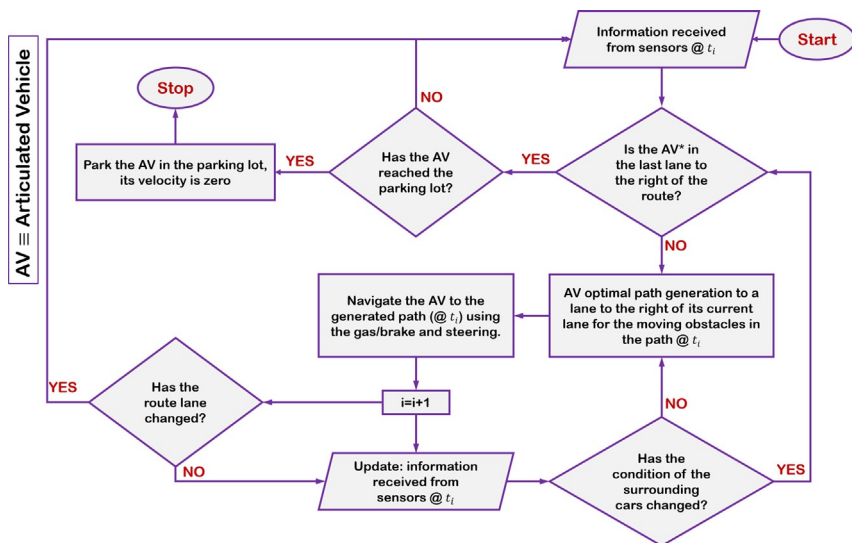 Information received
from sensors @ tᵢ
Start
Stop
NO
Park the AV in the parking lot,
its velocity is zero
YES
Has the AV
reached the
parking lot?
YES
Is the AV* in
the last lane to
the right of the
route?
AV ≡ Articulated Vehicle
NO
Navigate the AV to the
generated path (@ tᵢ) using
the gas/brake and steering.
AV optimal path generation to a
lane to the right of its current
lane for the moving obstacles in
the path @ tᵢ
YES
Has the
route lane
changed?
i=i+1
NO
NO
Update: information
received from
sensors @ tᵢ
Has the
condition of the
surrounding
cars changed?
YES